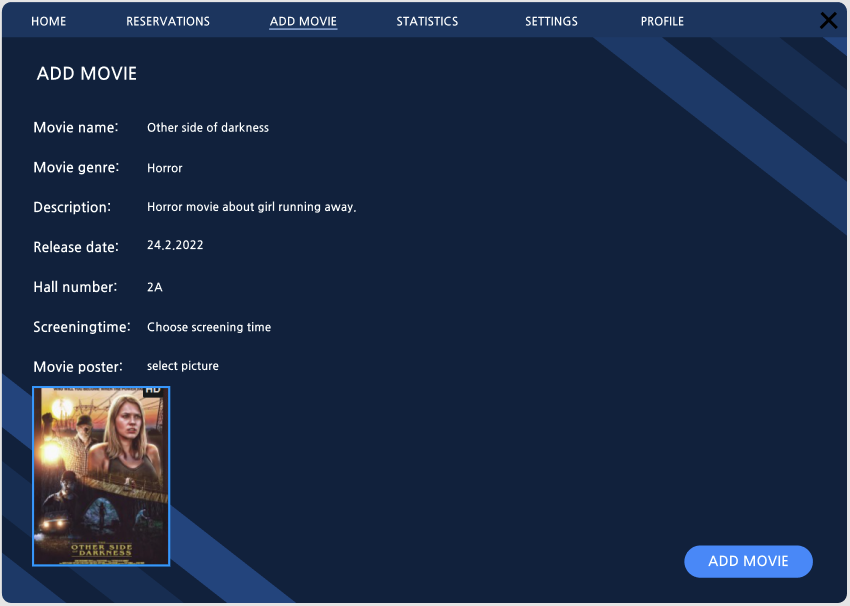 HOME RESERVATIONS ADD MOVIE STATISTICS SETTINGS PROFILE
ADD MOVIE
Movie name: Other side of darkness
Movie genre: Horror
Description: Horror movie about girl running away.
Release date: 24.2.2022
Hall number: 2A
Screeningtime: Choose screening time
Movie poster: select picture
HD
OTHER SIDE
OF DARKNESS
ADD MOVIE